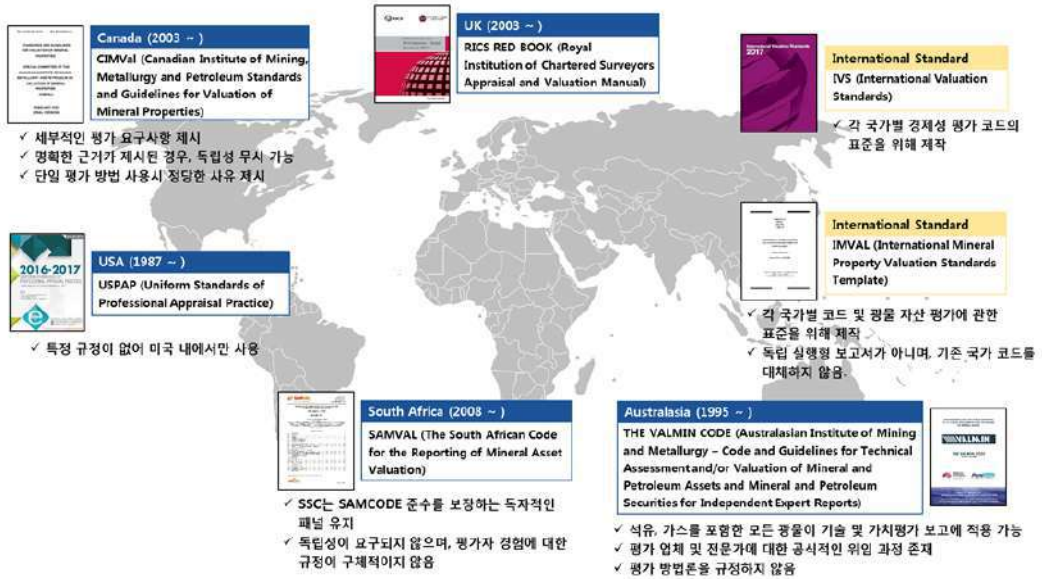 Canada (2003 ~ )
CIMVal (Canadian Institute of Mining,
Metallurgy and Petroleum Standards
and Guidelines for Valuation of
Mineral Properties)
✓ 세부적인 평가 요구사항 제시
✓ 명확한 근거가 제시된 경우, 독립성 무시 가능
✓ 단일 평가 방법 사용시 정당한 사유 제시
UK (2003 ~ )
RICS RED BOOK (Royal
Institution of Chartered Surveyors
Appraisal and Valuation Manual)
International Valuation Standards
2017
International Standard
IVS (International Valuation
Standards)
✓ 각 국가별 경제성 평가 코드의
표준을 위해 제작
2016-2017
USA (1987 ~ )
USPAP (Uniform Standards of
Professional Appraisal Practice)
✓ 특정 규정이 없어 미국 내에서만 사용
International Standard
IMVAL (International Mineral
Property Valuation Standards
Template)
✓ 각 국가별 코드 및 광물 자산 평가에 관한
표준을 위해 제작
✓ 독립 실행형 보고서가 아니며, 기존 국가 코드를
대체하지 않음.
South Africa (2008 ~ )
SAMVAL (The South African Code
for the Reporting of Mineral Asset
Valuation)
✓ SSC는 SAMCODE 준수를 보장하는 독자적인
패널 유지
✓ 독립성이 요구되지 않으며, 평가자 경험에 대한
규정이 구체적이지 않음
Australasia (1995 ~ )
THE VALMIN CODE (Australasian Institute of Mining
and Metallurgy – Code and Guidelines for Technical
Assessmentand/or Valuation of Mineral and
Petroleum Assets and Mineral and Petroleum
Securities for Independent Expert Reports)
VALMIN
✓ 석유, 가스를 포함한 모든 광물이 기술 및 가치평가 보고에 적용 가능
✓ 평가 업체 및 전문가에 대한 공식적인 위임 과정 존재
✓ 평가 방법론을 규정하지 않음